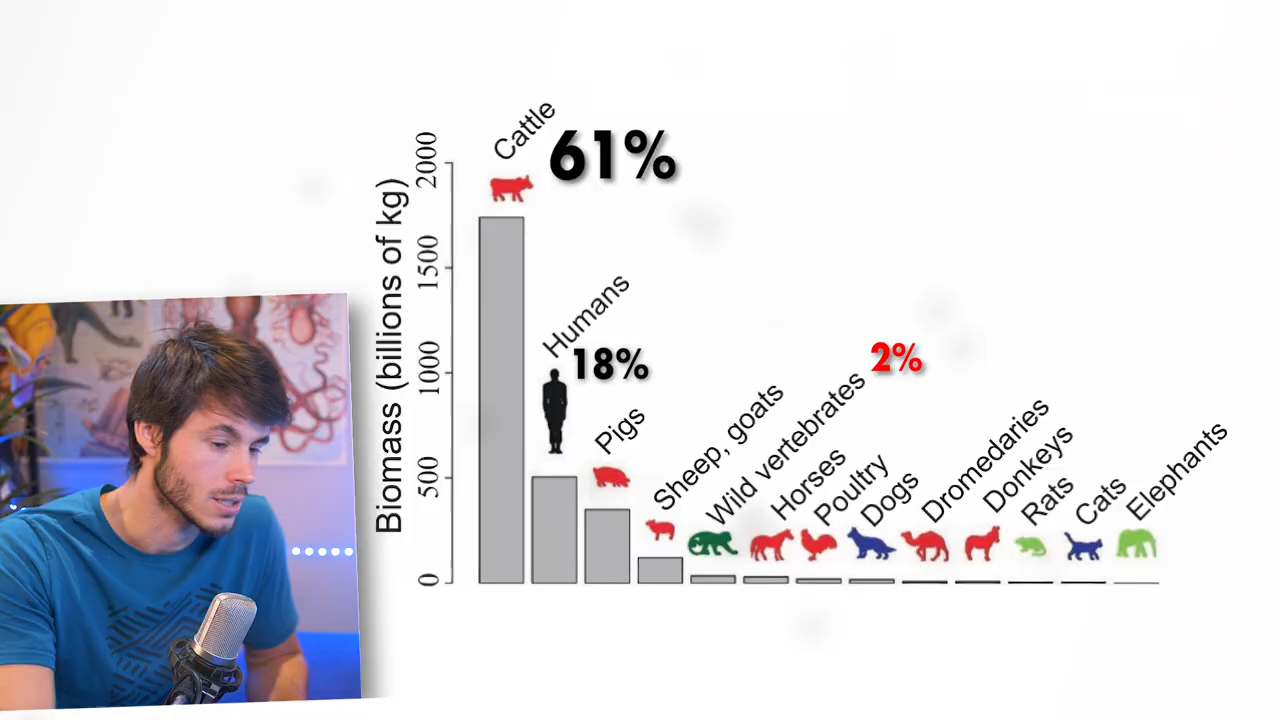 Biomass (billions of kg)
2000
1500
1000
500
0
Cattle
61%
Humans
18%
Pigs
Sheep, goats
Wild vertebrates
2%
Horses
Poultry
Dogs
Dromedaries
Donkeys
Rats
Cats
Elephants